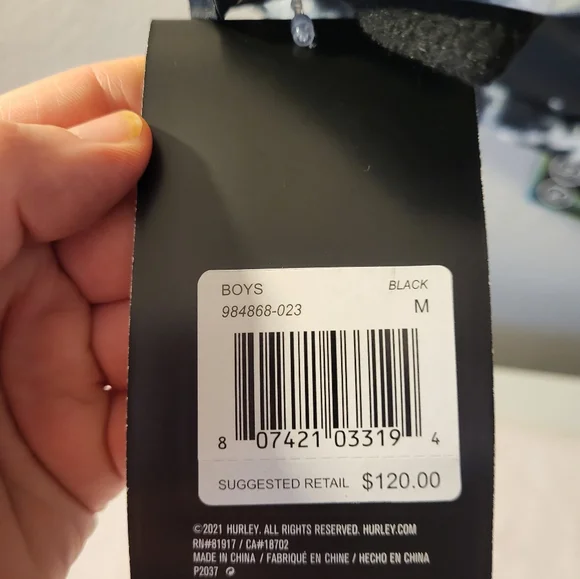 BOYS BLACK
984868-023 M
8 07421 03319 4
SUGGESTED RETAIL $120.00
©2021 HURLEY. ALL RIGHTS RESERVED. HURLEY.COM
RN#81917 / CA#18702
MADE IN CHINA / FABRIQUÉ EN CHINE / HECHO EN CHINA
P2037